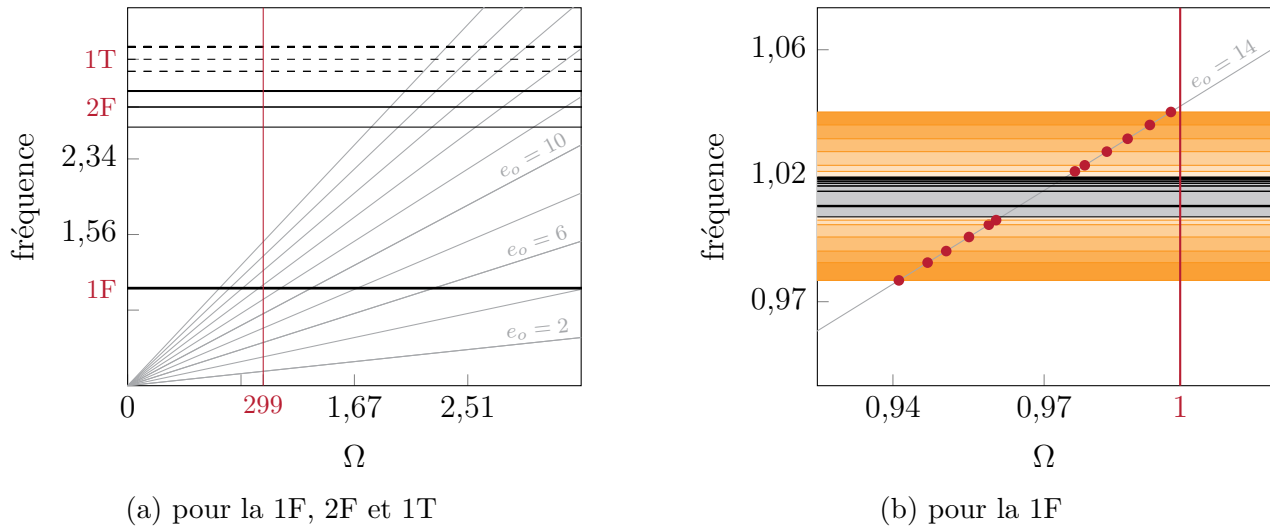 1T
2F
2,34
1,56
1F
fréquence
e_o = 10
e_o = 6
e_o = 2
0
299
1,67
2,51
Ω
(a) pour la 1F, 2F et 1T
1,06
1,02
0,97
fréquence
e_o = 14
0,94
0,97
1
Ω
(b) pour la 1F